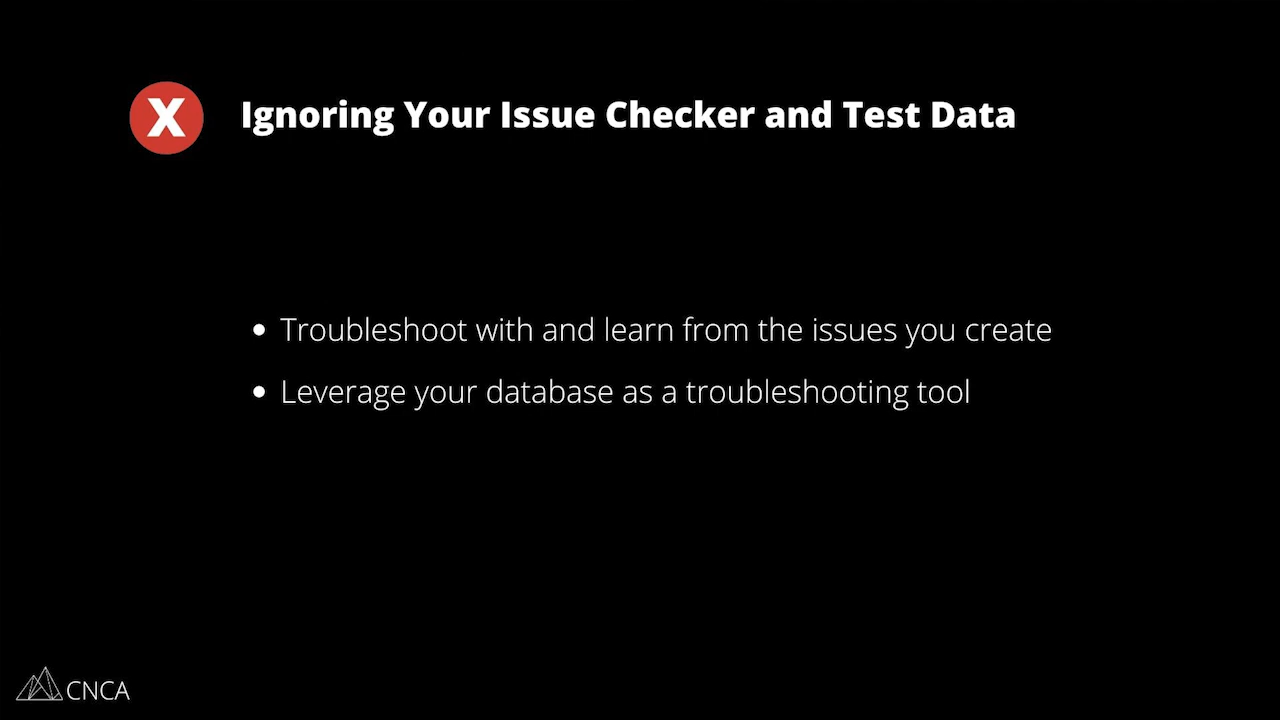 X
Ignoring Your Issue Checker and Test Data
• Troubleshoot with and learn from the issues you create
• Leverage your database as a troubleshooting tool
CNCA